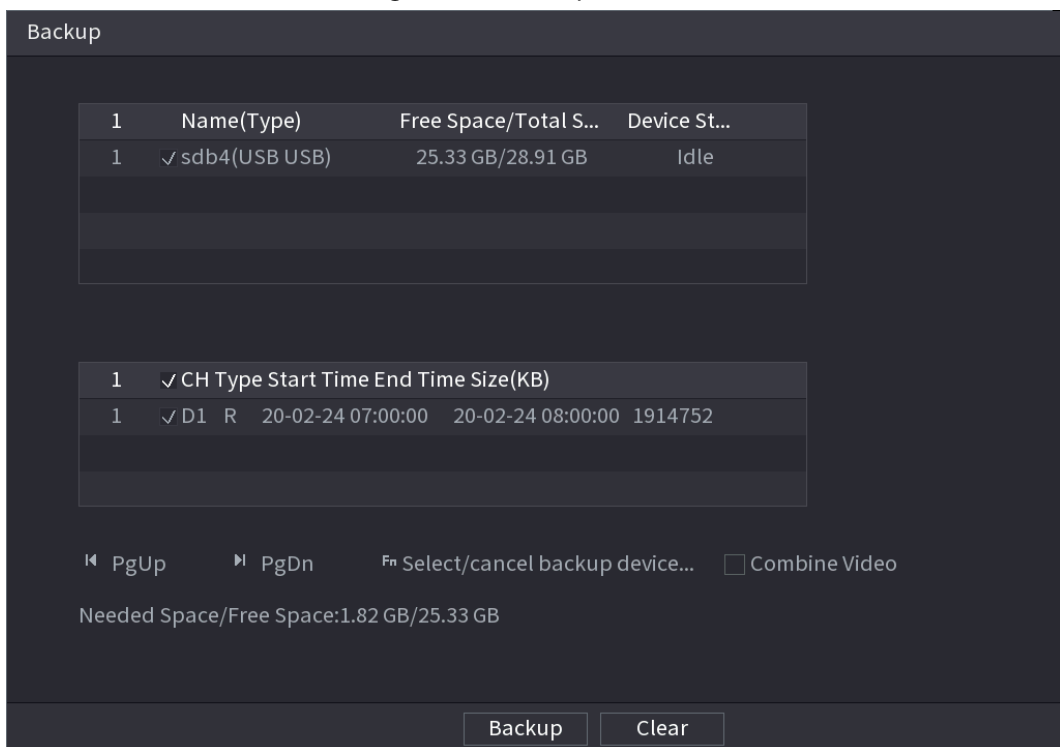 Backup
1 Name(Type) Free Space/Total S... Device St...
1 sdb4(USB USB) 25.33 GB/28.91 GB Idle
1 CH Type Start Time End Time Size(KB)
1 D1 R 20-02-24 07:00:00 20-02-24 08:00:00 1914752
PgUp PgDn Fn Select/cancel backup device... Combine Video
Needed Space/Free Space:1.82 GB/25.33 GB
Backup Clear